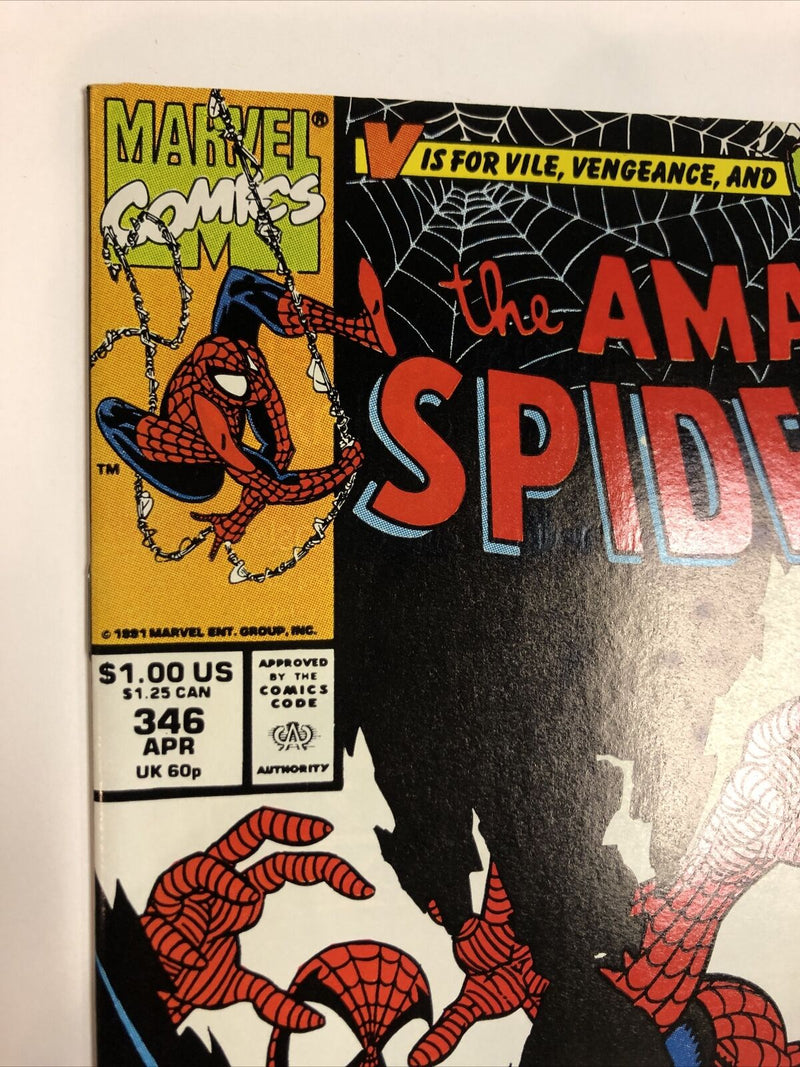 MARVEL®
COMICS
V IS FOR VILE, VENGEANCE, AND
the AMA
SPIDE
TM
© 1991 MARVEL ENT. GROUP, INC.
$1.00 US
$1.25 CAN
346
APR
UK 60p
APPROVED
BY THE
COMICS
CODE
CA
AUTHORITY